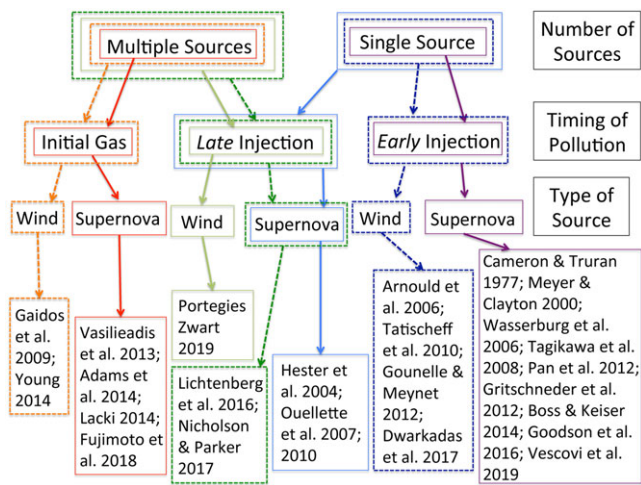 Multiple Sources
Single Source
Number of
Sources
Initial Gas
Late Injection
Early Injection
Timing of
Pollution
Type of
Source
Wind
Supernova
Wind
Supernova
Wind
Supernova
Gaidos
et al.
2009;
Young
2014
Vasilieadis
et al. 2013;
Adams et
al. 2014;
Lacki 2014;
Fujimoto et
al. 2018
Portegies
Zwart
2019
Lichtenberg
et al. 2016;
Nicholson
& Parker
2017
Hester et
al. 2004;
Ouellette
et al. 2007;
2010
Arnould et
al. 2006;
Tatischeff
et al. 2010;
Gounelle &
Meynet
2012;
Dwarkadas
et al. 2017
Cameron & Truran
1977; Meyer &
Clayton 2000;
Wasserburg et al.
2006; Tagikawa et al.
2008; Pan et al. 2012;
Gritschneder et al.
2012; Boss & Keiser
2014; Goodson et al.
2016; Vescovi et al.
2019